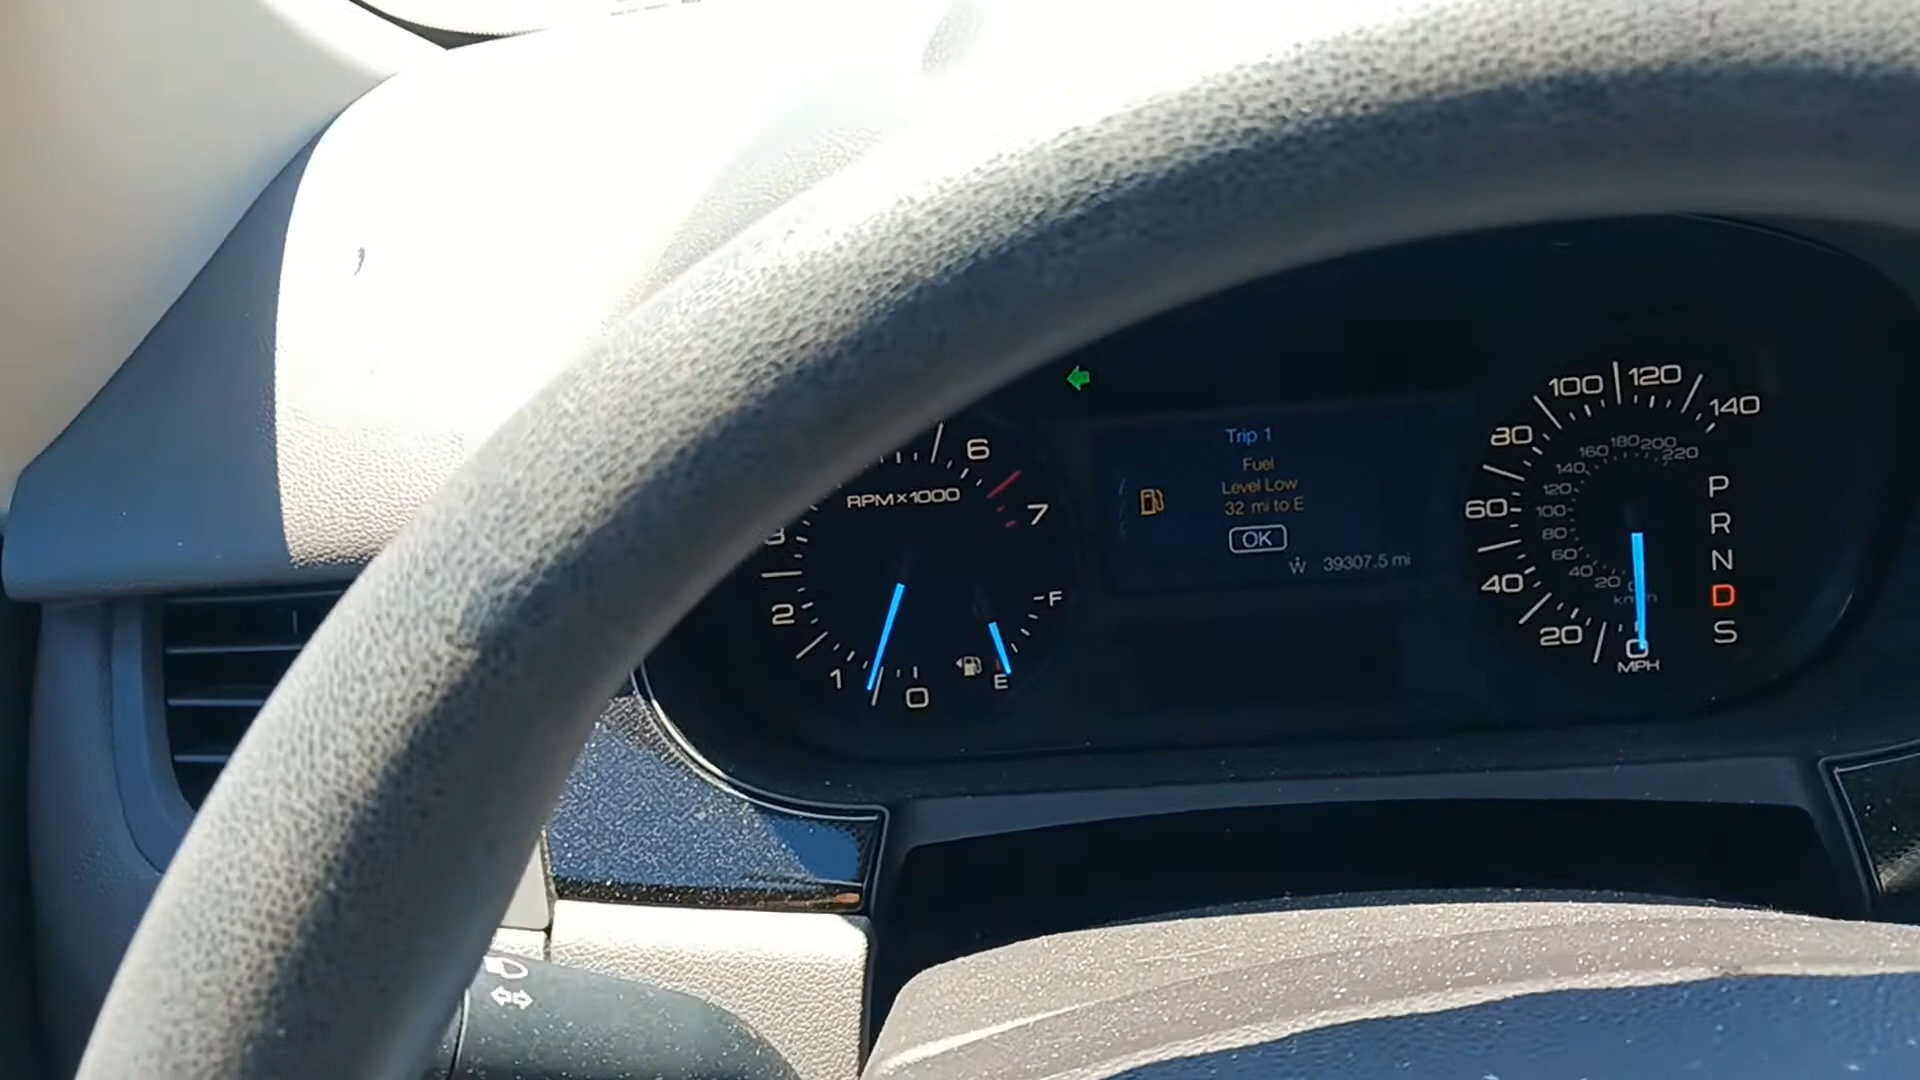 6
RPM×1000
7
3
2
1
0
F
E
Trip 1
Fuel
Level Low
32 mi to E
OK
W 39307.5 mi
100 120
140
80
60
40
20
0
MPH
160 180 200 220
140
120
100
80
60
40
20
P
R
N
D
S